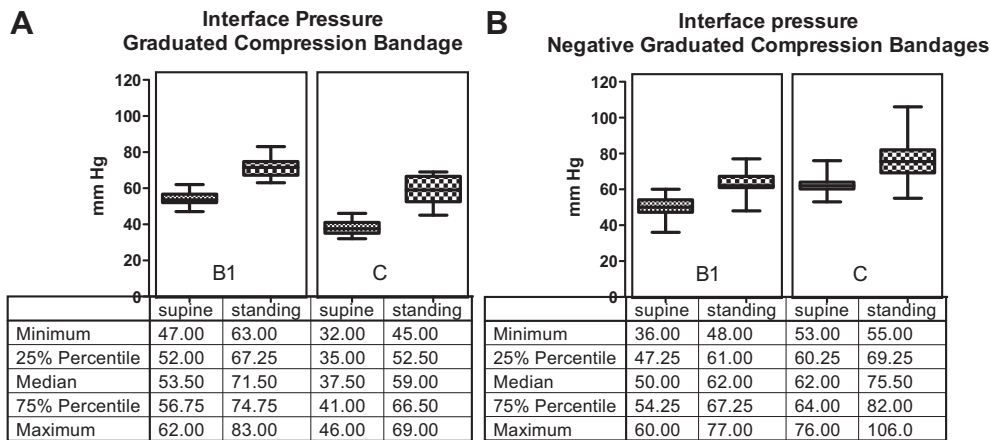 A
Interface Pressure
Graduated Compression Bandage
120
100
80
60
40
20
0
mm Hg
B1
C
supine standing supine standing
Minimum 47.00 63.00 32.00 45.00
25% Percentile 52.00 67.25 35.00 52.50
Median 53.50 71.50 37.50 59.00
75% Percentile 56.75 74.75 41.00 66.50
Maximum 62.00 83.00 46.00 69.00
B
Interface pressure
Negative Graduated Compression Bandages
120
100
80
60
40
20
0
mm Hg
B1
C
supine standing supine standing
Minimum 36.00 48.00 53.00 55.00
25% Percentile 47.25 61.00 60.25 69.25
Median 50.00 62.00 62.00 75.50
75% Percentile 54.25 67.25 64.00 82.00
Maximum 60.00 77.00 76.00 106.0